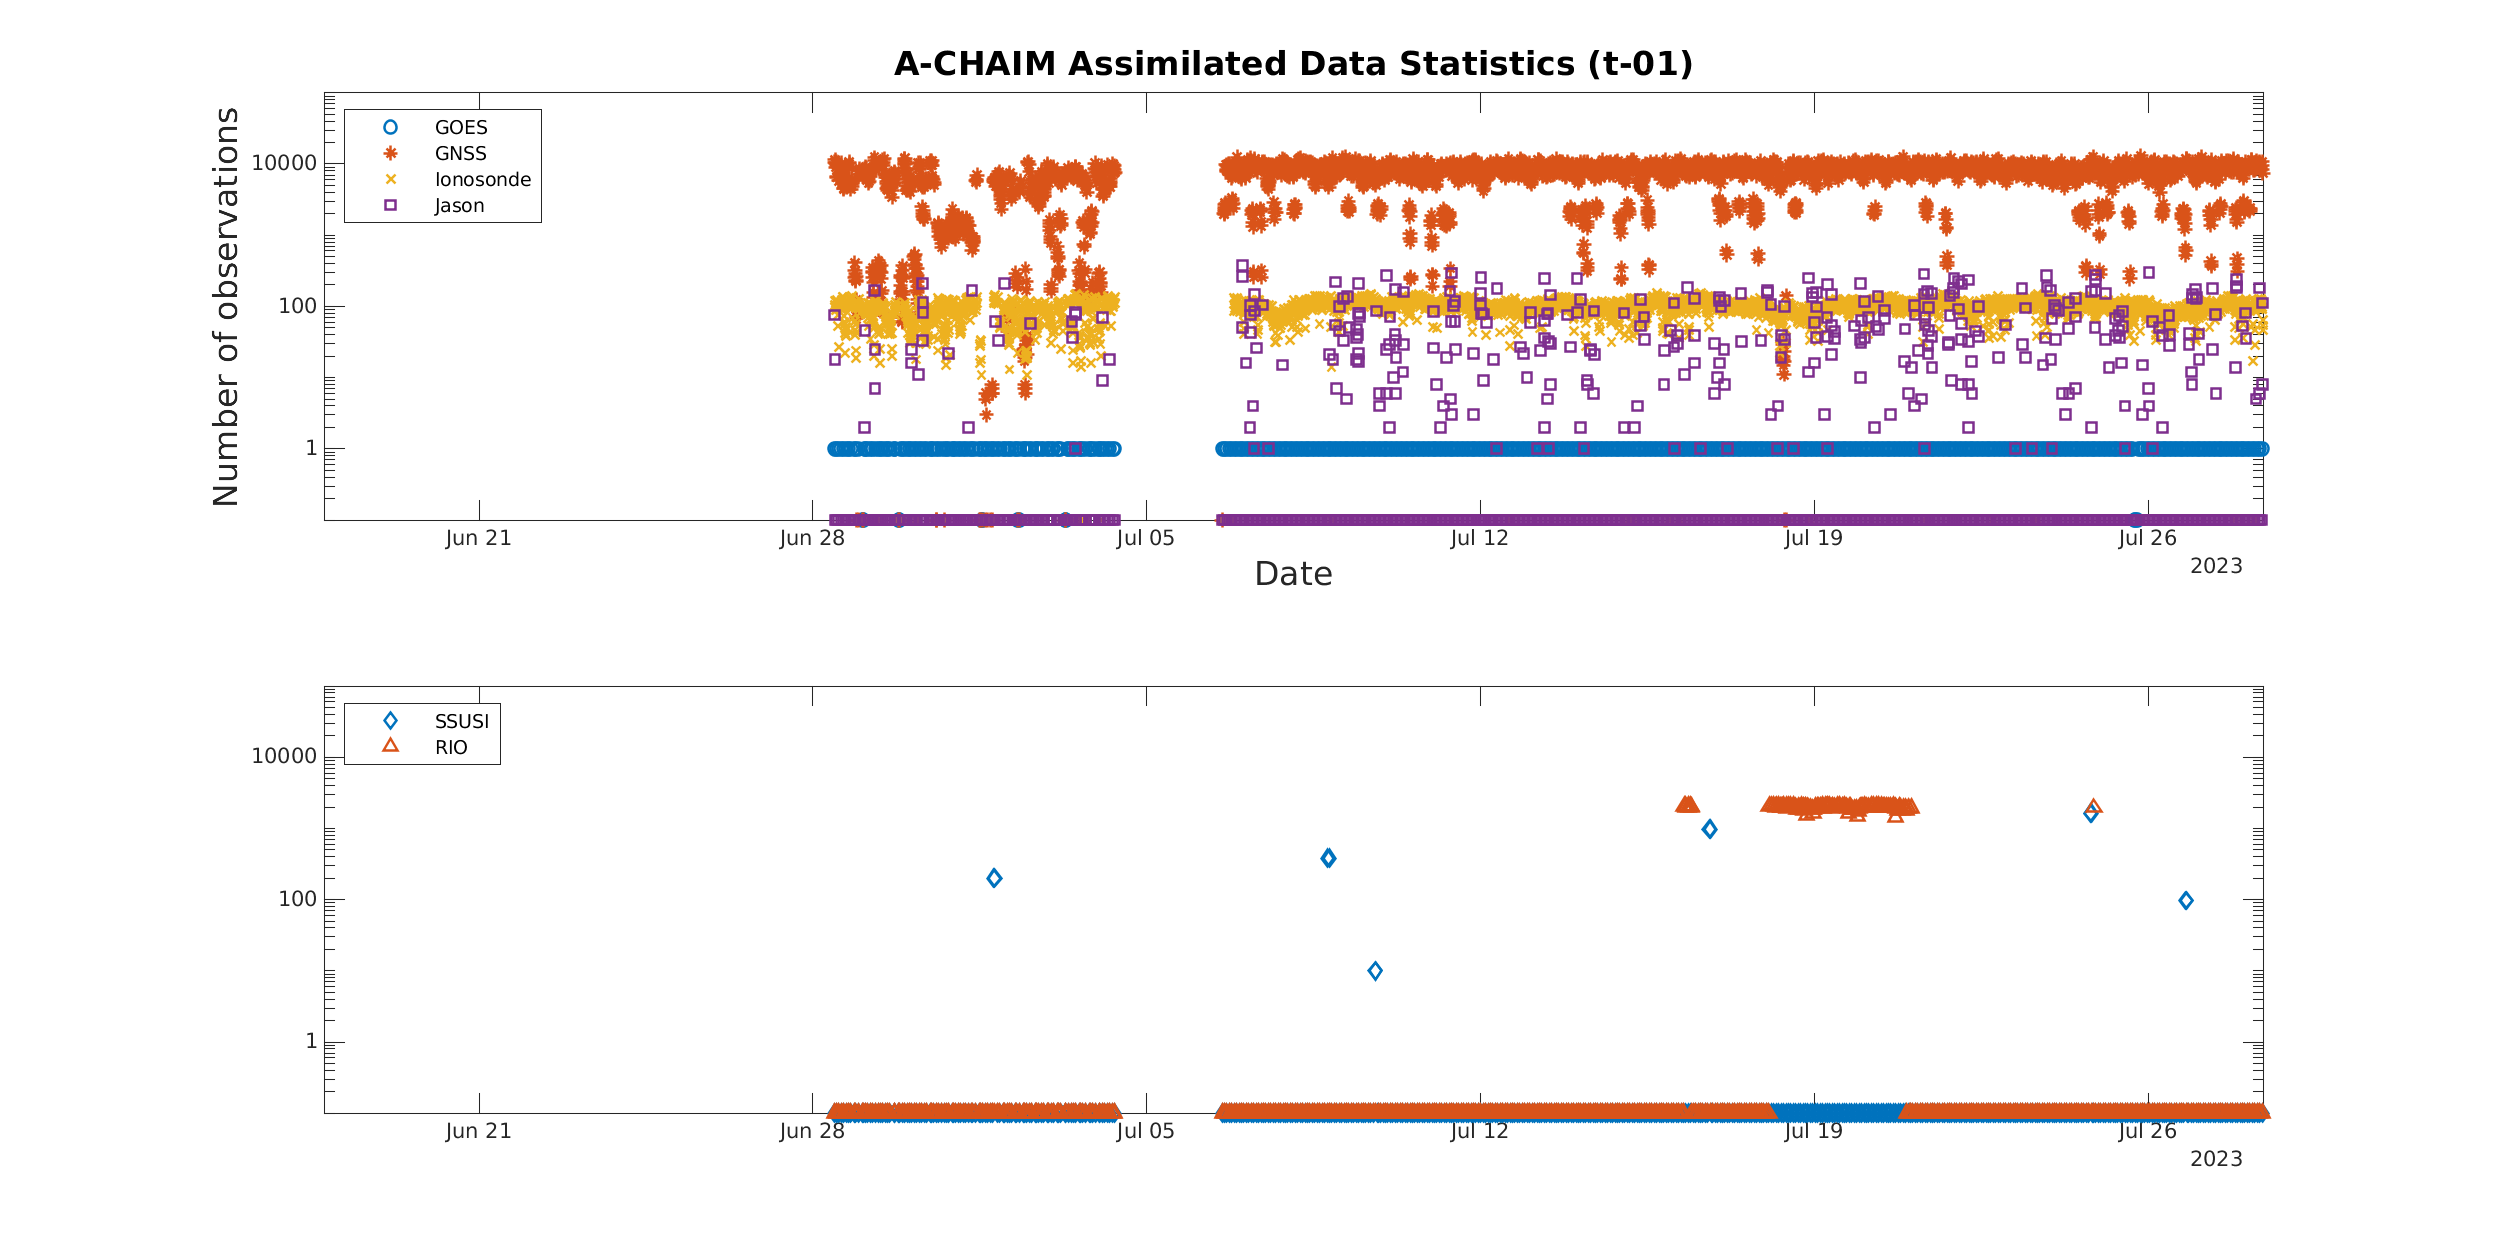 A-CHAIM Assimilated Data Statistics (t-01)
Number of observations
10000
100
1
GOES
GNSS
Ionosonde
Jason
Jun 21
Jun 28
Jul 05
Jul 12
Jul 19
Jul 26
2023
Date
10000
100
1
SSUSI
RIO
Jun 21
Jun 28
Jul 05
Jul 12
Jul 19
Jul 26
2023